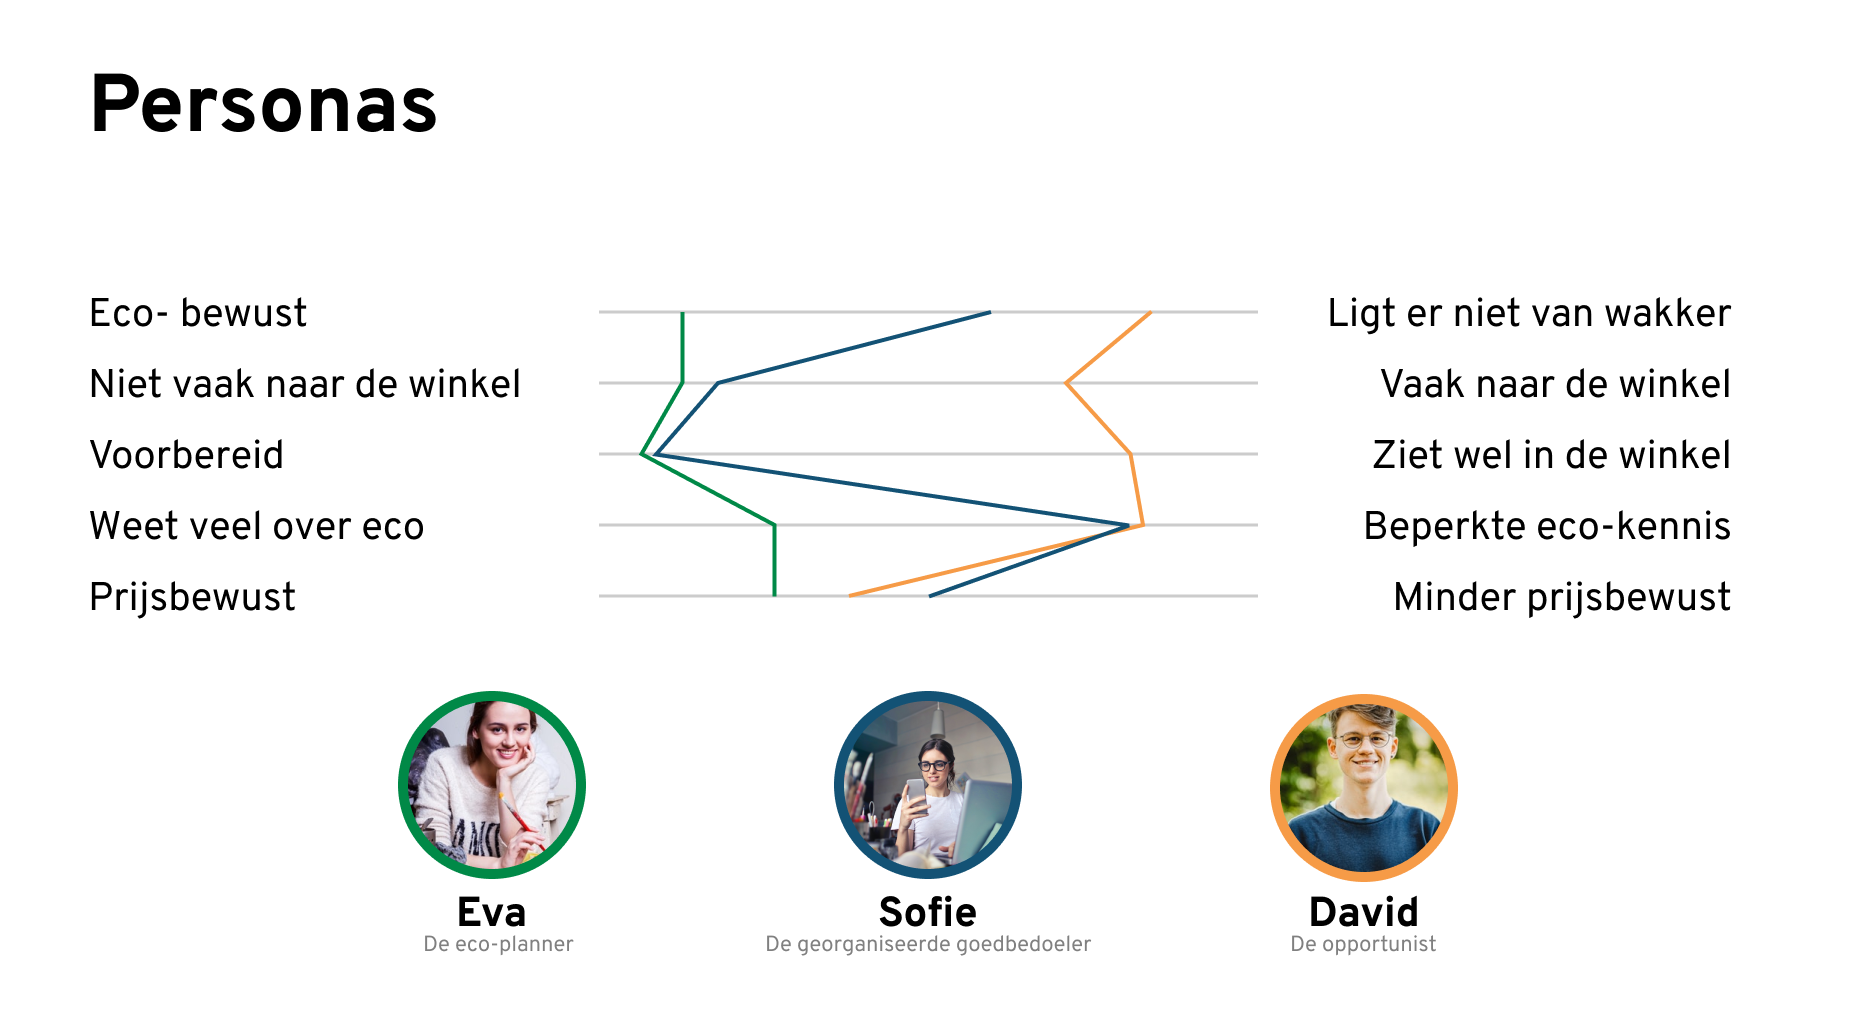 Personas
Eco- bewust
Ligt er niet van wakker
Niet vaak naar de winkel
Vaak naar de winkel
Voorbereid
Ziet wel in de winkel
Weet veel over eco
Beperkte eco-kennis
Prijsbewust
Minder prijsbewust
Eva
De eco-planner
Sofie
De georganiseerde goedbedoeler
David
De opportunist